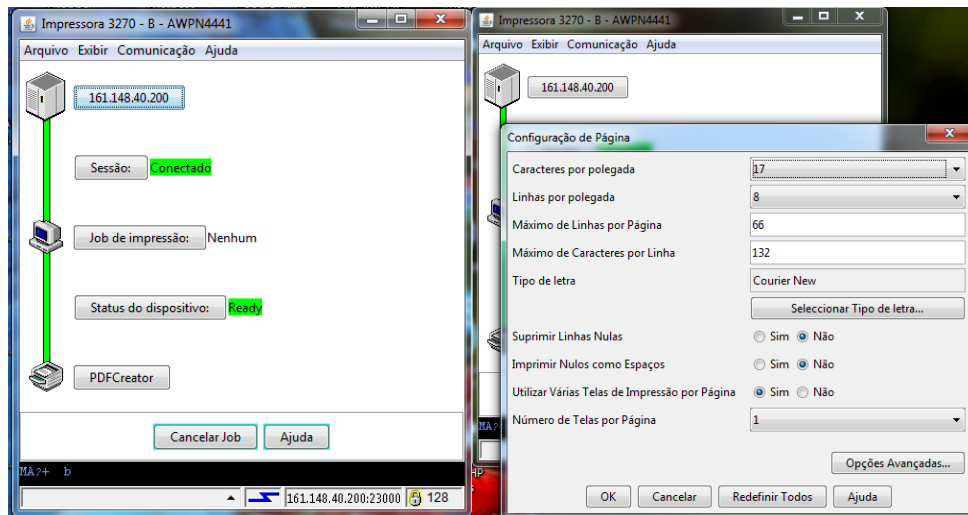 Impressora 3270 - B - AWPN4441
Arquivo Exibir Comunicação Ajuda
161.148.40.200
Sessão: Conectado
Job de impressão: Nenhum
Status do dispositivo: Ready
PDFCreator
Cancelar Job Ajuda
MA?+ b
161.148.40.200:23000 128
Impressora 3270 - B - AWPN4441
Arquivo Exibir Comunicação Ajuda
161.148.40.200
MA?
HP
Configuração de Página
Caracteres por polegada 17
Linhas por polegada 8
Máximo de Linhas por Página 66
Máximo de Caracteres por Linha 132
Tipo de letra Courier New
Seleccionar Tipo de letra...
Suprimir Linhas Nulas Sim Não
Imprimir Nulos como Espaços Sim Não
Utilizar Várias Telas de Impressão por Página Sim Não
Número de Telas por Página 1
Opções Avançadas...
OK Cancelar Redefinir Todos Ajuda